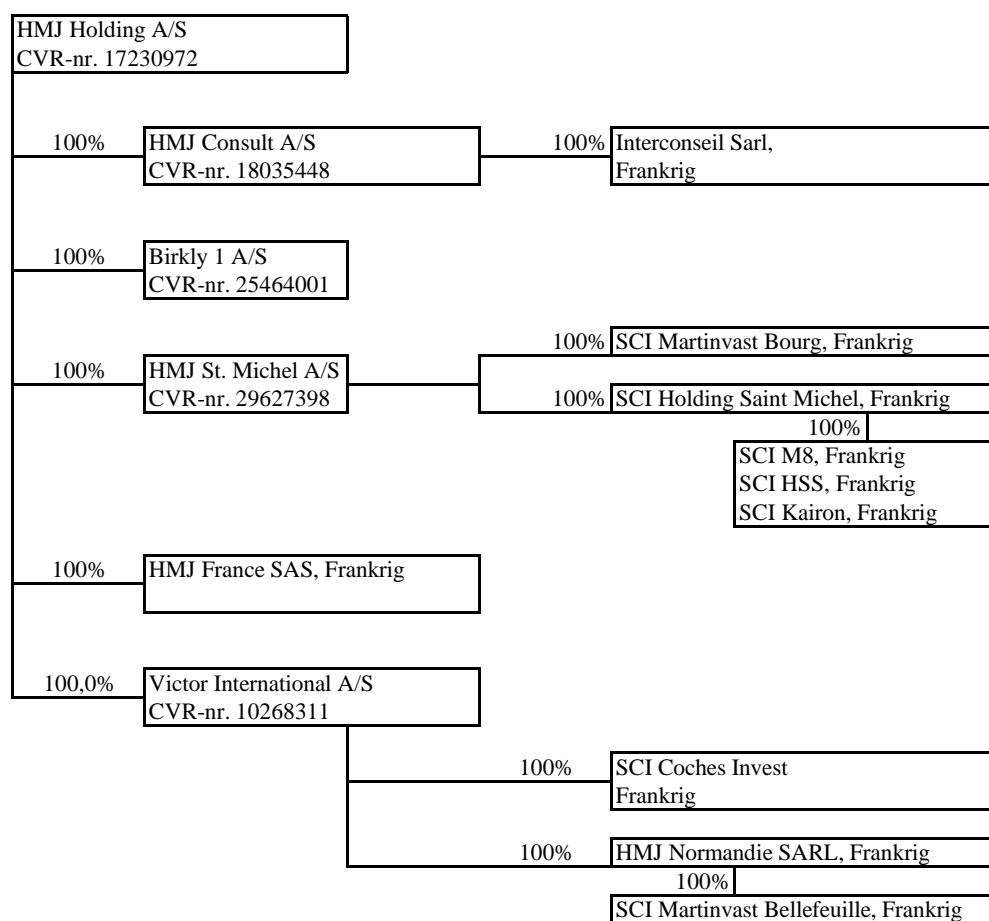 HMJ Holding A/S
CVR-nr. 17230972
100%
HMJ Consult A/S
CVR-nr. 18035448
100%
Interconseil Sarl,
Frankrig
100%
Birkly 1 A/S
CVR-nr. 25464001
100%
SCI Martinvast Bourg, Frankrig
100%
HMJ St. Michel A/S
CVR-nr. 29627398
100%
SCI Holding Saint Michel, Frankrig
100%
SCI M8, Frankrig
SCI HSS, Frankrig
SCI Kairon, Frankrig
100%
HMJ France SAS, Frankrig
100,0%
Victor International A/S
CVR-nr. 10268311
100%
SCI Coches Invest
Frankrig
100%
HMJ Normandie SARL, Frankrig
100%
SCI Martinvast Bellefeuille, Frankrig